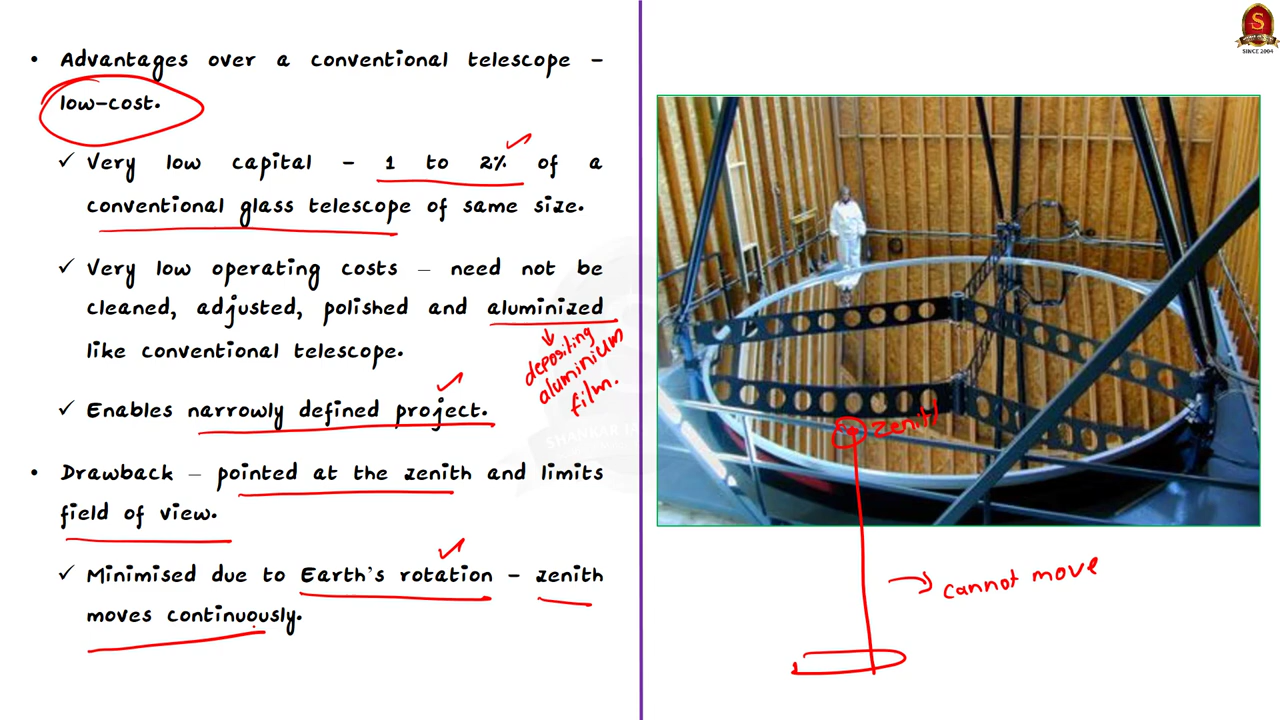 • Advantages over a conventional telescope –
low-cost.
✓ Very low capital – 1 to 2% of a
conventional glass telescope of same size.
✓ Very low operating costs – need not be
cleaned, adjusted, polished and aluminized
like conventional telescope.
depositing
aluminium
film.
✓ Enables narrowly defined project.
• Drawback – pointed at the zenith and limits
field of view.
✓ Minimised due to Earth's rotation – zenith
moves continuously.
SINCE 2004
zenith
cannot move